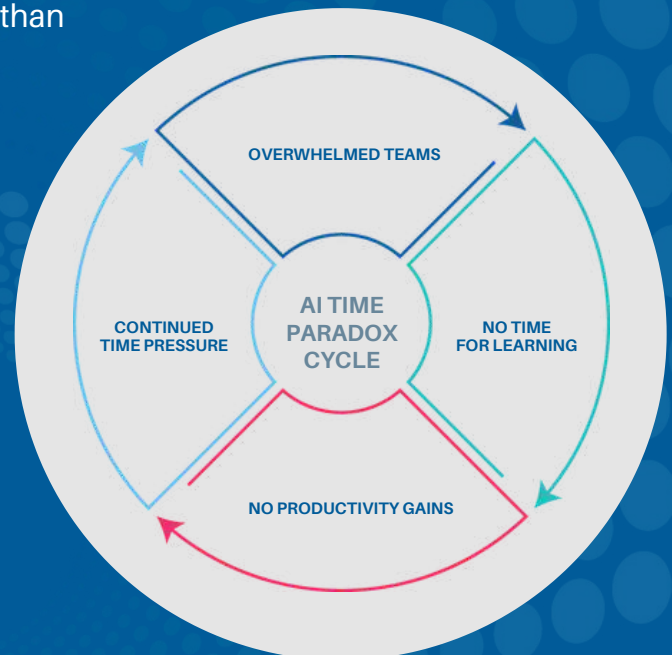 than
OVERWHELMED TEAMS
CONTINUED
TIME PRESSURE
AI TIME
PARADOX
CYCLE
NO TIME
FOR LEARNING
NO PRODUCTIVITY GAINS